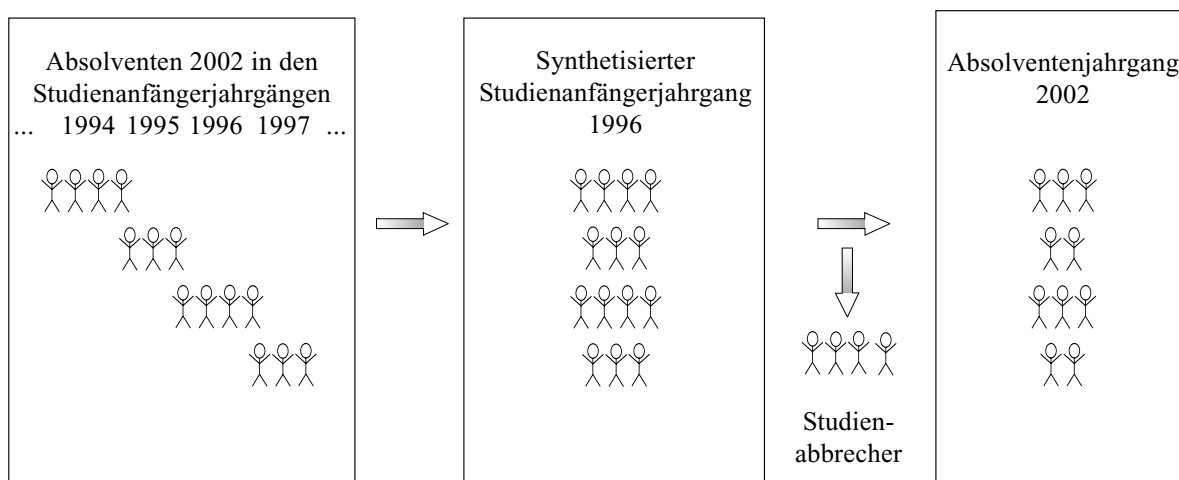 Absolventen 2002 in den
Studienanfängerjahrgängen
... 1994 1995 1996 1997 ...
Synthetisierter
Studienanfängerjahrgang
1996
Studien-
abbrecher
Absolventenjahrgang
2002